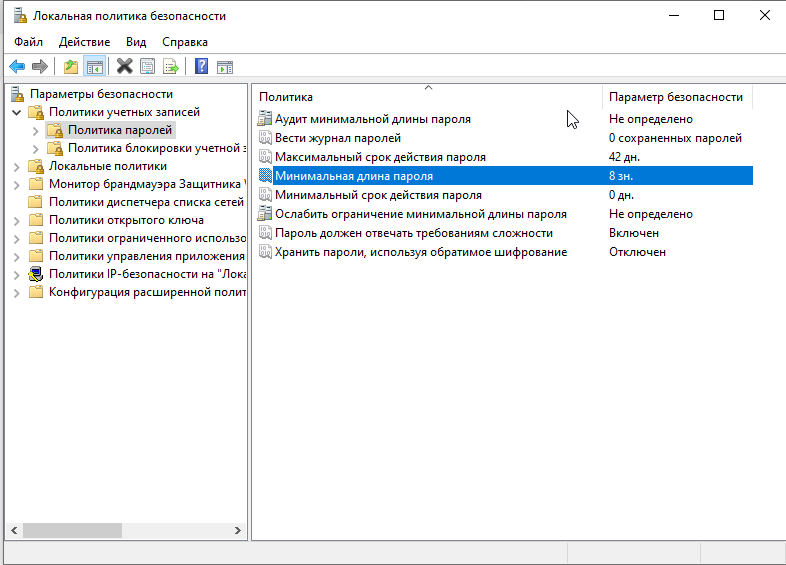 Локальная политика безопасности
Файл Действие Вид Справка
Параметры безопасности
Политики учетных записей
Политика паролей
Политика блокировки учетной з
Локальные политики
Монитор брандмауэра Защитника
Политики диспетчера списка сетей
Политики открытого ключа
Политики ограниченного использо
Политики управления приложения
Политики IP-безопасности на "Лока
Конфигурация расширенной полит
Политика Параметр безопасности
Аудит минимальной длины пароля Не определено
Вести журнал паролей 0 сохраненных паролей
Максимальный срок действия пароля 42 дн.
Минимальная длина пароля 8 зн.
Минимальный срок действия пароля 0 дн.
Ослабить ограничение минимальной длины пароля Не определено
Пароль должен отвечать требованиям сложности Включен
Хранить пароли, используя обратимое шифрование Отключен